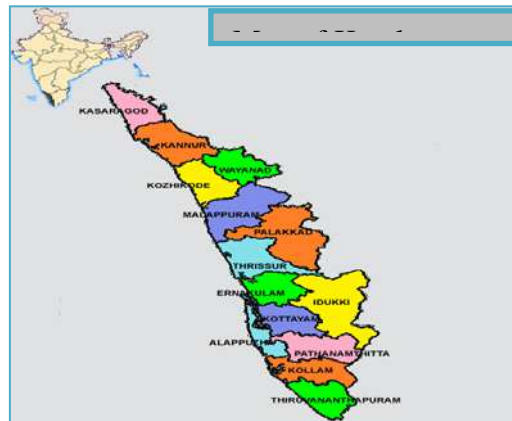 KASARAGOD
KANNUR
WAYANAD
KOZHIKODE
MALAPPURAM
PALAKKAD
THRISSUR
ERNAKULAM
IDUKKI
KOTTAYAM
ALAPPUZHA
PATHANAMTHITTA
KOLLAM
THIRUVANANTHAPURAM